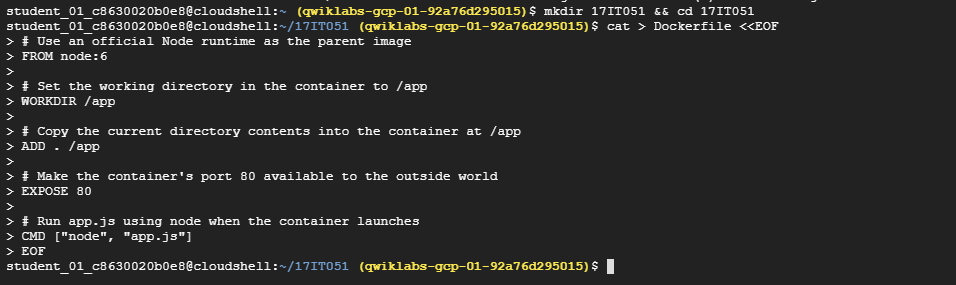 student_01_c8630020b0e8@cloudshell:~ (qwiklabs-gcp-01-92a76d295015)$ mkdir 17IT051 && cd 17IT051
student_01_c8630020b0e8@cloudshell:~/17IT051 (qwiklabs-gcp-01-92a76d295015)$ cat > Dockerfile <<EOF
> # Use an official Node runtime as the parent image
> FROM node:6
>
> # Set the working directory in the container to /app
> WORKDIR /app
>
> # Copy the current directory contents into the container at /app
> ADD . /app
>
> # Make the container's port 80 available to the outside world
> EXPOSE 80
>
> # Run app.js using node when the container launches
> CMD ["node", "app.js"]
> EOF
student_01_c8630020b0e8@cloudshell:~/17IT051 (qwiklabs-gcp-01-92a76d295015)$